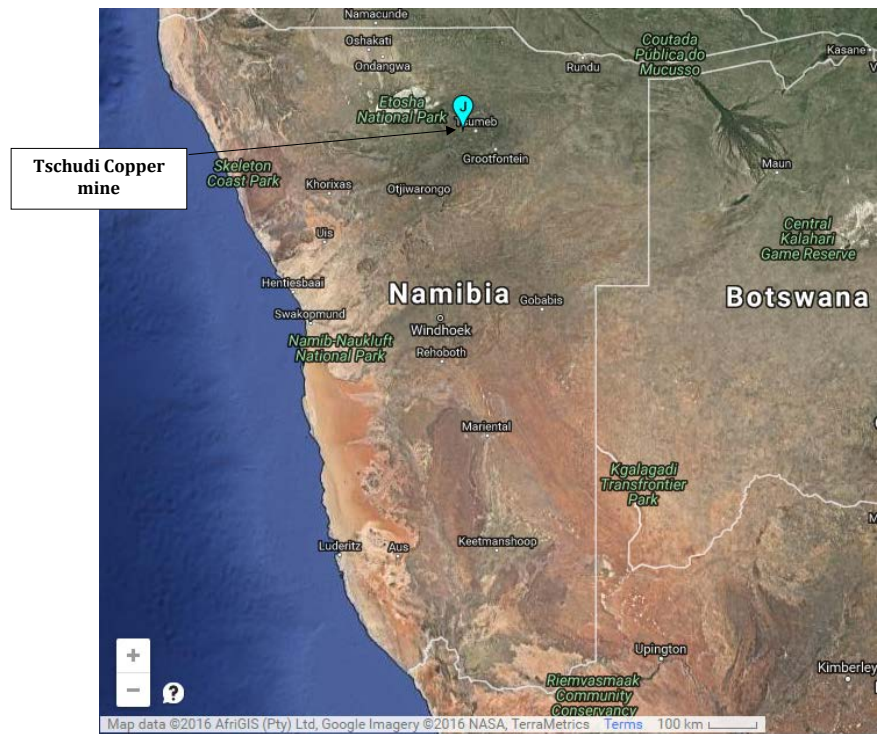 Namacunde
Oshakati
Ondangwa
Rundu
Coutada
Pública do
Mucusso
Kasane
V
Etosha
National Park
J
Tsumeb
Grootfontein
Maun
Tschudi Copper
mine
Skeleton
Coast Park
Khorixas
Otjiwarongo
Uis
Central
Kalahari
Game Reserve
Hentiesbaai
Namibia
Gobabis
Botswana
Swakopmund
Windhoek
Namib-Naukluft
National Park
Rehoboth
Mariental
Kgalagadi
Transfrontier
Park
M
Luderitz
Aus
Keetmanshoop
Upington
Kimberley
Riemvasmaak
Community
Conservancy
+
−
?
Map data ©2016 AfriGIS (Pty) Ltd, Google Imagery ©2016 NASA, TerraMetrics Terms 100 km